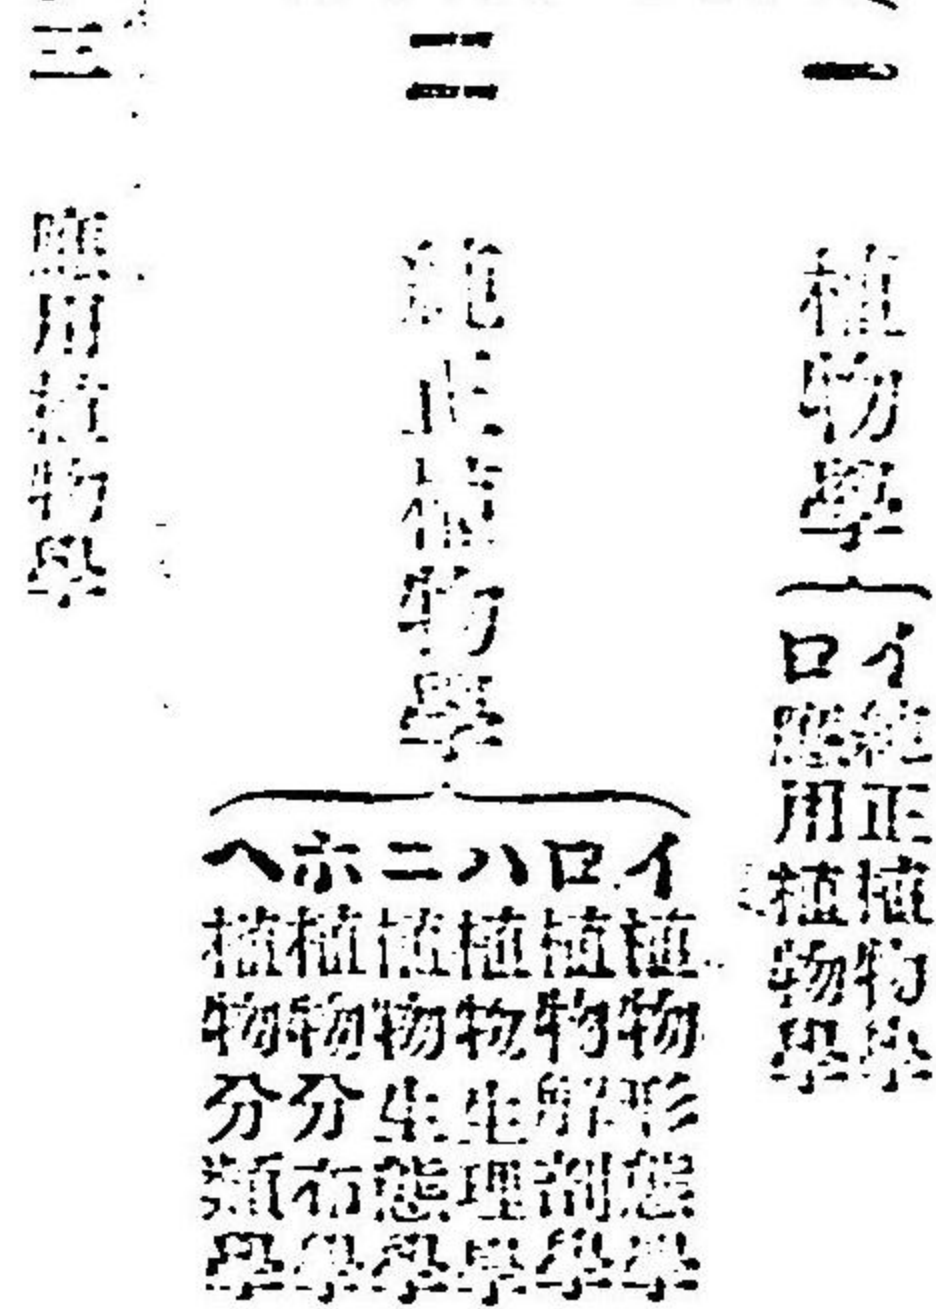 一 植物學
イ 純正植物學
ロ 應用植物學
二 純正植物學
イ 植物形態學
ロ 植物解剖學
ハ 植物生理學
ニ 植物生態學
ホ 植物分布學
ヘ 植物分類學
三 應用植物學